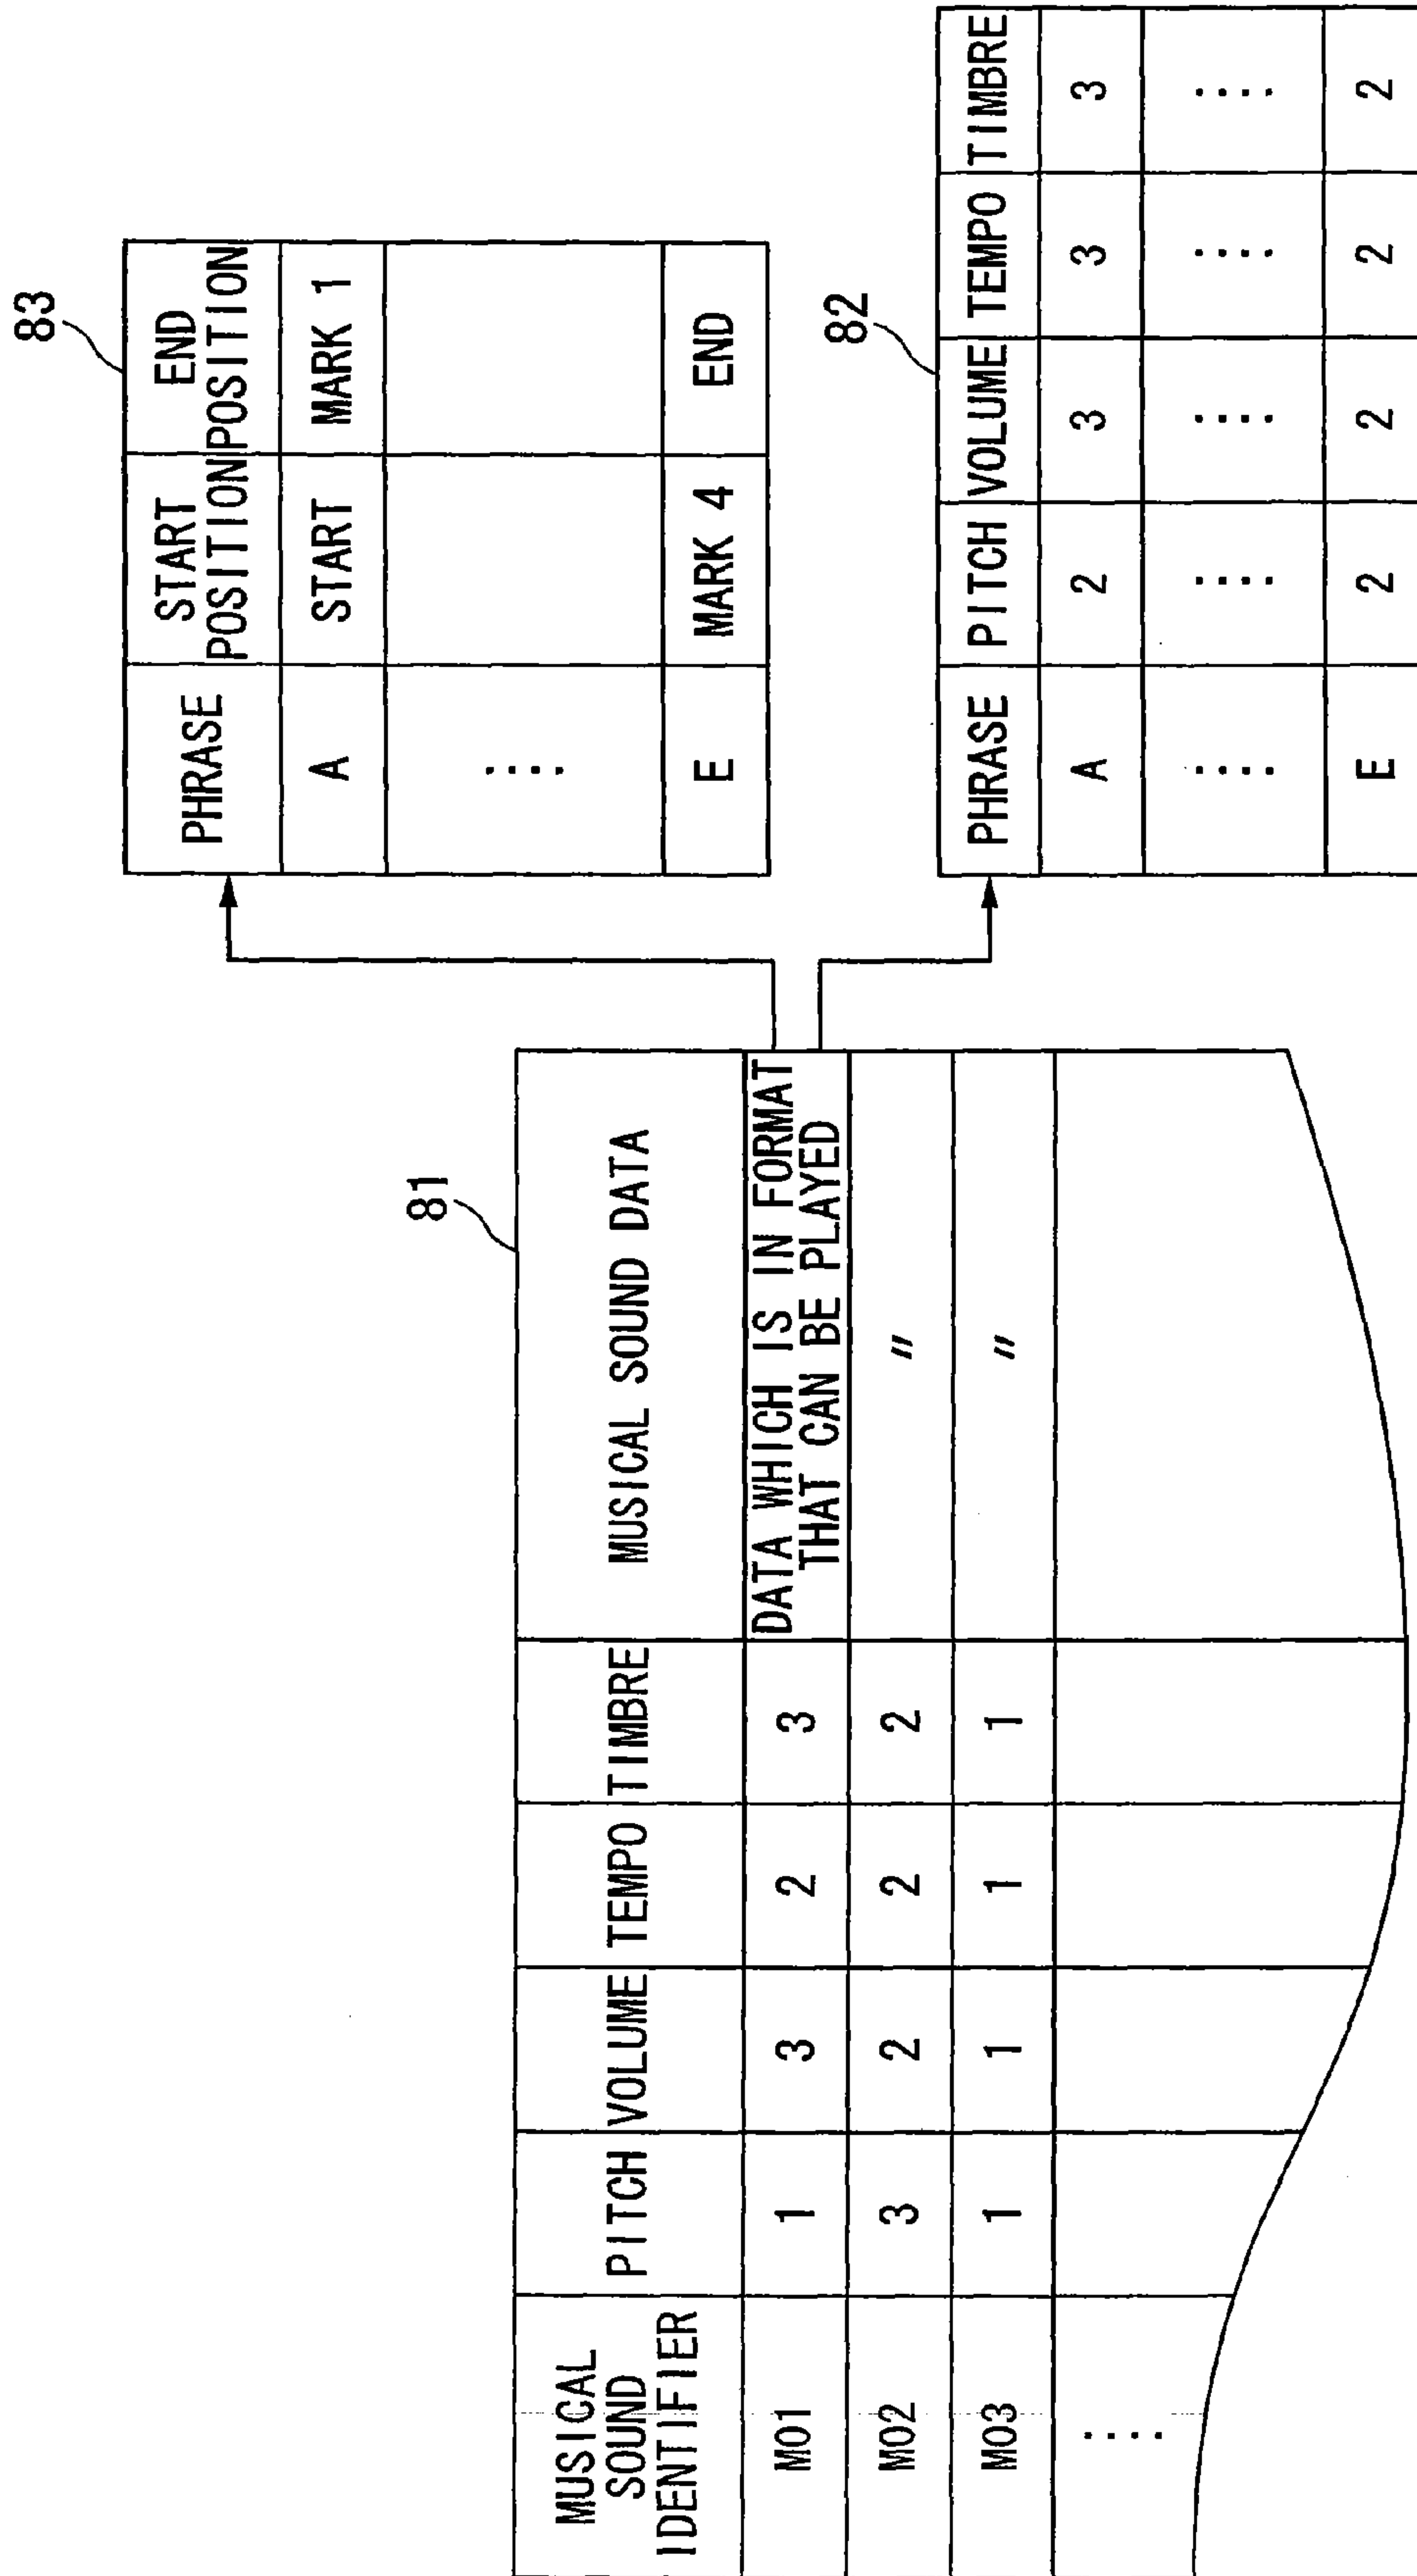 81
MUSICAL SOUND IDENTIFIER PITCH VOLUME TEMPO TIMBRE MUSICAL SOUND DATA
M01 1 3 2 3 DATA WHICH IS IN FORMAT THAT CAN BE PLAYED
M02 3 2 2 2 〃
M03 1 1 1 1 〃
....
83
PHRASE START POSITION END POSITION
A START MARK 1
....
E MARK 4 END
82
PHRASE PITCH VOLUME TEMPO TIMBRE
A 2 3 3 3
.... .... .... ....
E 2 2 2 2